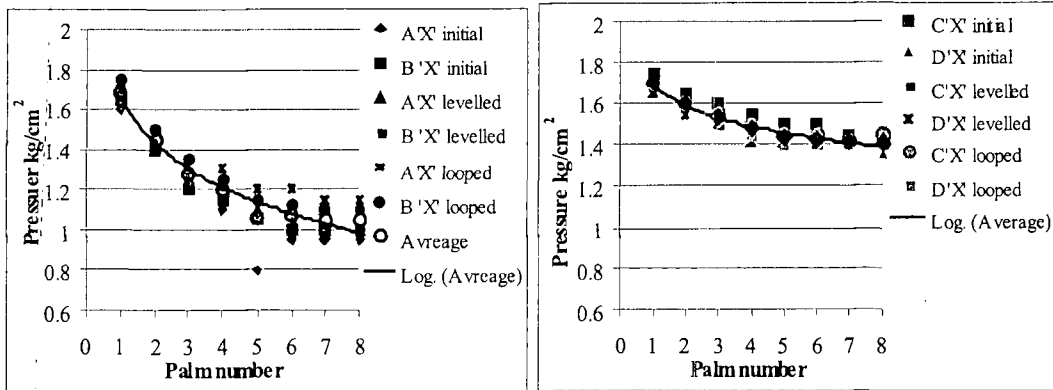 Pressuer kg/cm²
2
1.8
1.6
1.4
1.2
1
0.8
0.6
0 1 2 3 4 5 6 7 8
Palm number
A'X' initial
B 'X' initial
A'X' levelled
B 'X' levelled
A'X' looped
B 'X' looped
Avreage
Log. (Avreage)
Pressure kg/cm²
2
1.8
1.6
1.4
1.2
1
0.8
0.6
0 1 2 3 4 5 6 7 8
Palm number
C'X' initial
D'X' initial
C'X' levelled
D'X' levelled
C'X' looped
D'X' looped
Log. (Average)